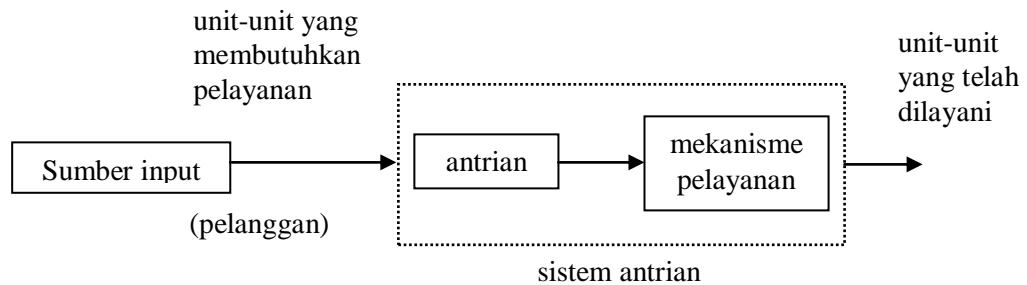 unit-unit yang
membutuhkan
pelayanan
unit-unit
yang telah
dilayani
Sumber input
(pelanggan)
antrian
mekanisme
pelayanan
sistem antrian